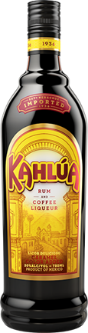 1936
IMPORTED
KAHLÚA
RUM
AND
COFFEE
LIQUEUR
PRODUCT OF MEXICO